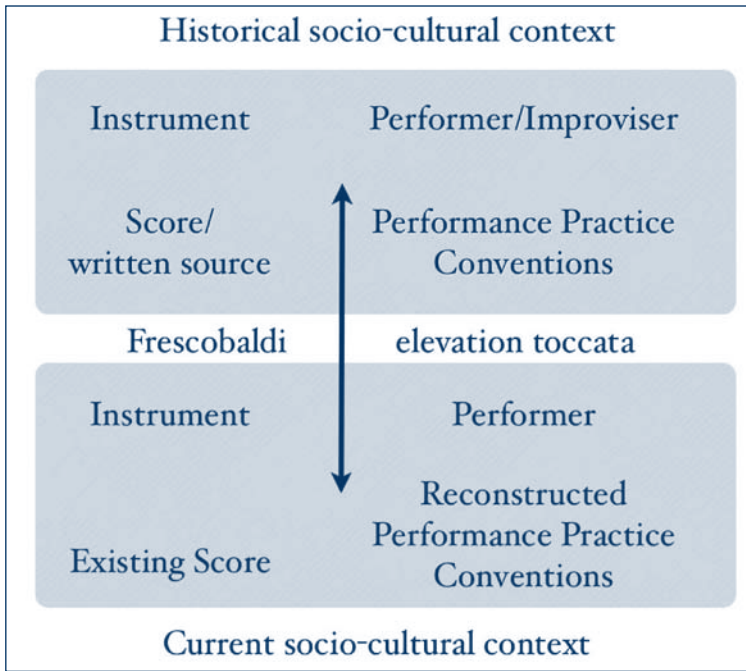 Historical socio-cultural context
Instrument
Performer/Improviser
Score/
written source
Performance Practice
Conventions
Frescobaldi
elevation toccata
Instrument
Performer
Existing Score
Reconstructed
Performance Practice
Conventions
Current socio-cultural context